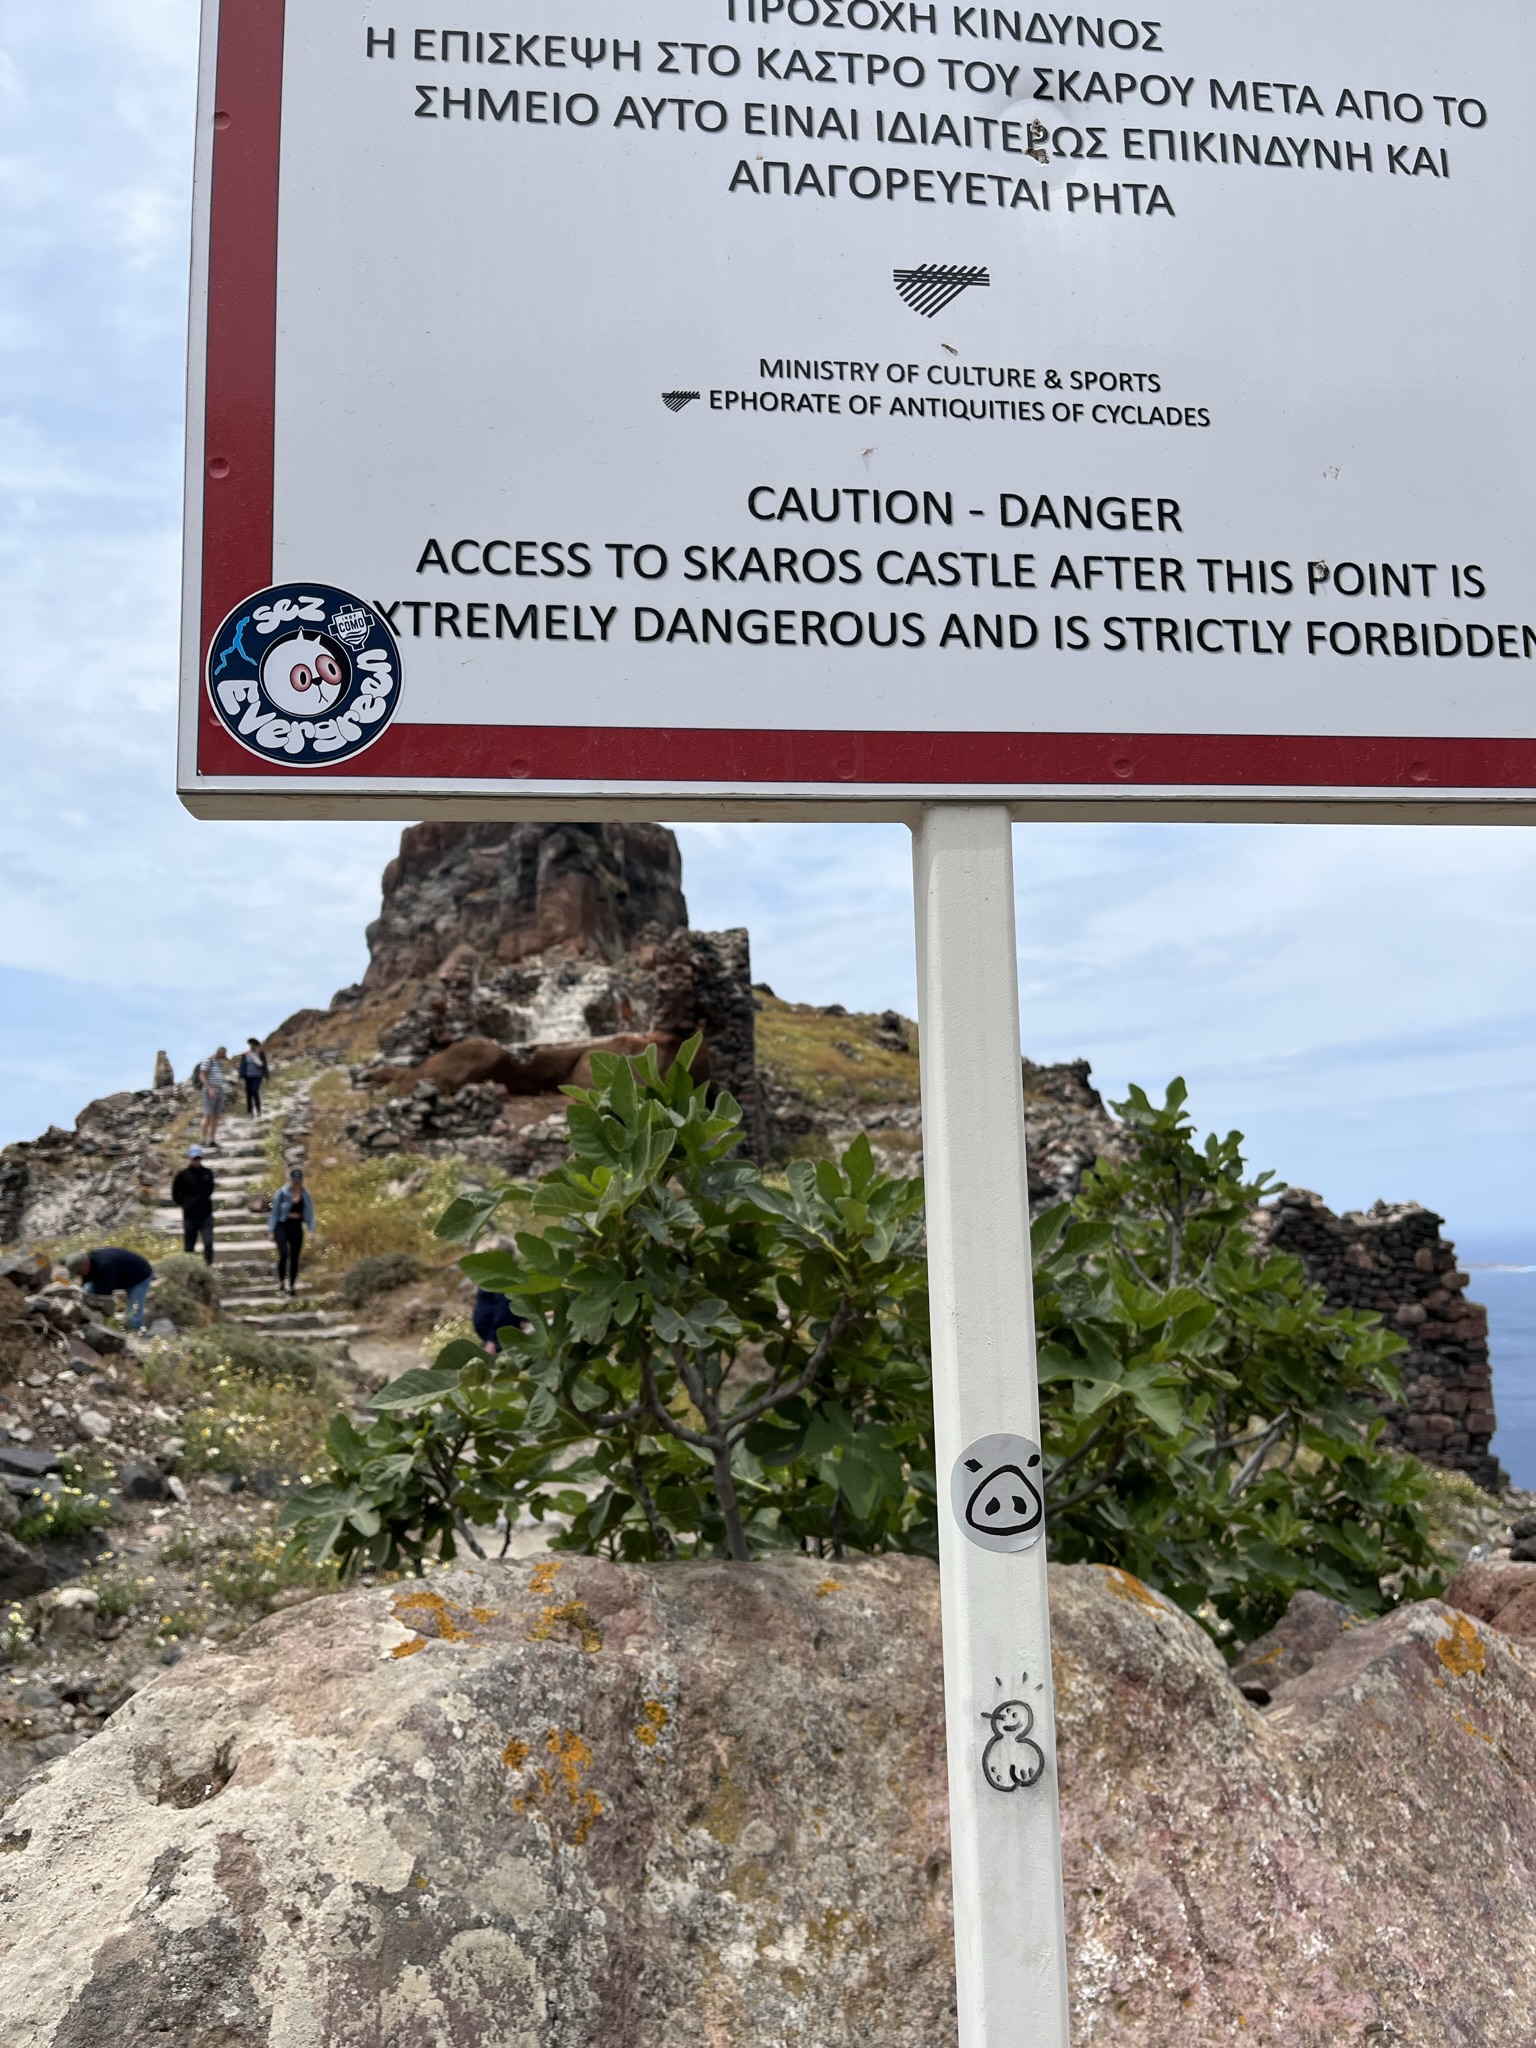 ΠΡΟΣΟΧΗ ΚΙΝΔΥΝΟΣ
Η ΕΠΙΣΚΕΨΗ ΣΤΟ ΚΑΣΤΡΟ ΤΟΥ ΣΚΑΡΟΥ ΜΕΤΑ ΑΠΟ ΤΟ
ΣΗΜΕΙΟ ΑΥΤΟ ΕΙΝΑΙ ΙΔΙΑΙΤΕΡΩΣ ΕΠΙΚΙΝΔΥΝΗ ΚΑΙ
ΑΠΑΓΟΡΕΥΕΤΑΙ ΡΗΤΑ
MINISTRY OF CULTURE & SPORTS
EPHORATE OF ANTIQUITIES OF CYCLADES
CAUTION - DANGER
ACCESS TO SKAROS CASTLE AFTER THIS POINT IS
XTREMELY DANGEROUS AND IS STRICTLY FORBIDDEN
sez
1907
COMO
Evergreen